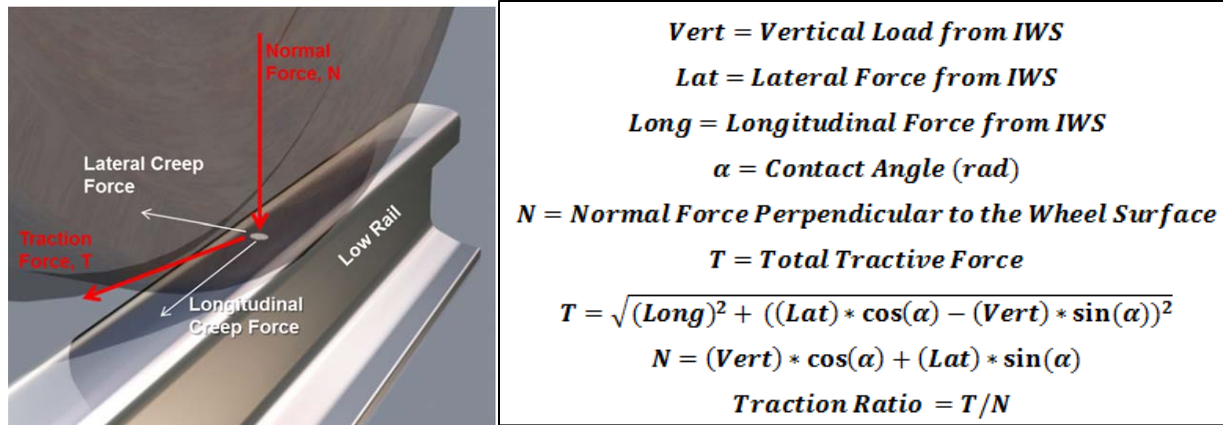 Normal
Force, N
Lateral Creep
Force
Traction
Force, T
Low Rail
Longitudinal
Creep Force
Vert = Vertical Load from IWS
Lat = Lateral Force from IWS
Long = Longitudinal Force from IWS
α = Contact Angle (rad)
N = Normal Force Perpendicular to the Wheel Surface
T = Total Tractive Force
T = √(Long)² + ((Lat) * cos(α) − (Vert) * sin(α))²
N = (Vert) * cos(α) + (Lat) * sin(α)
Traction Ratio = T/N